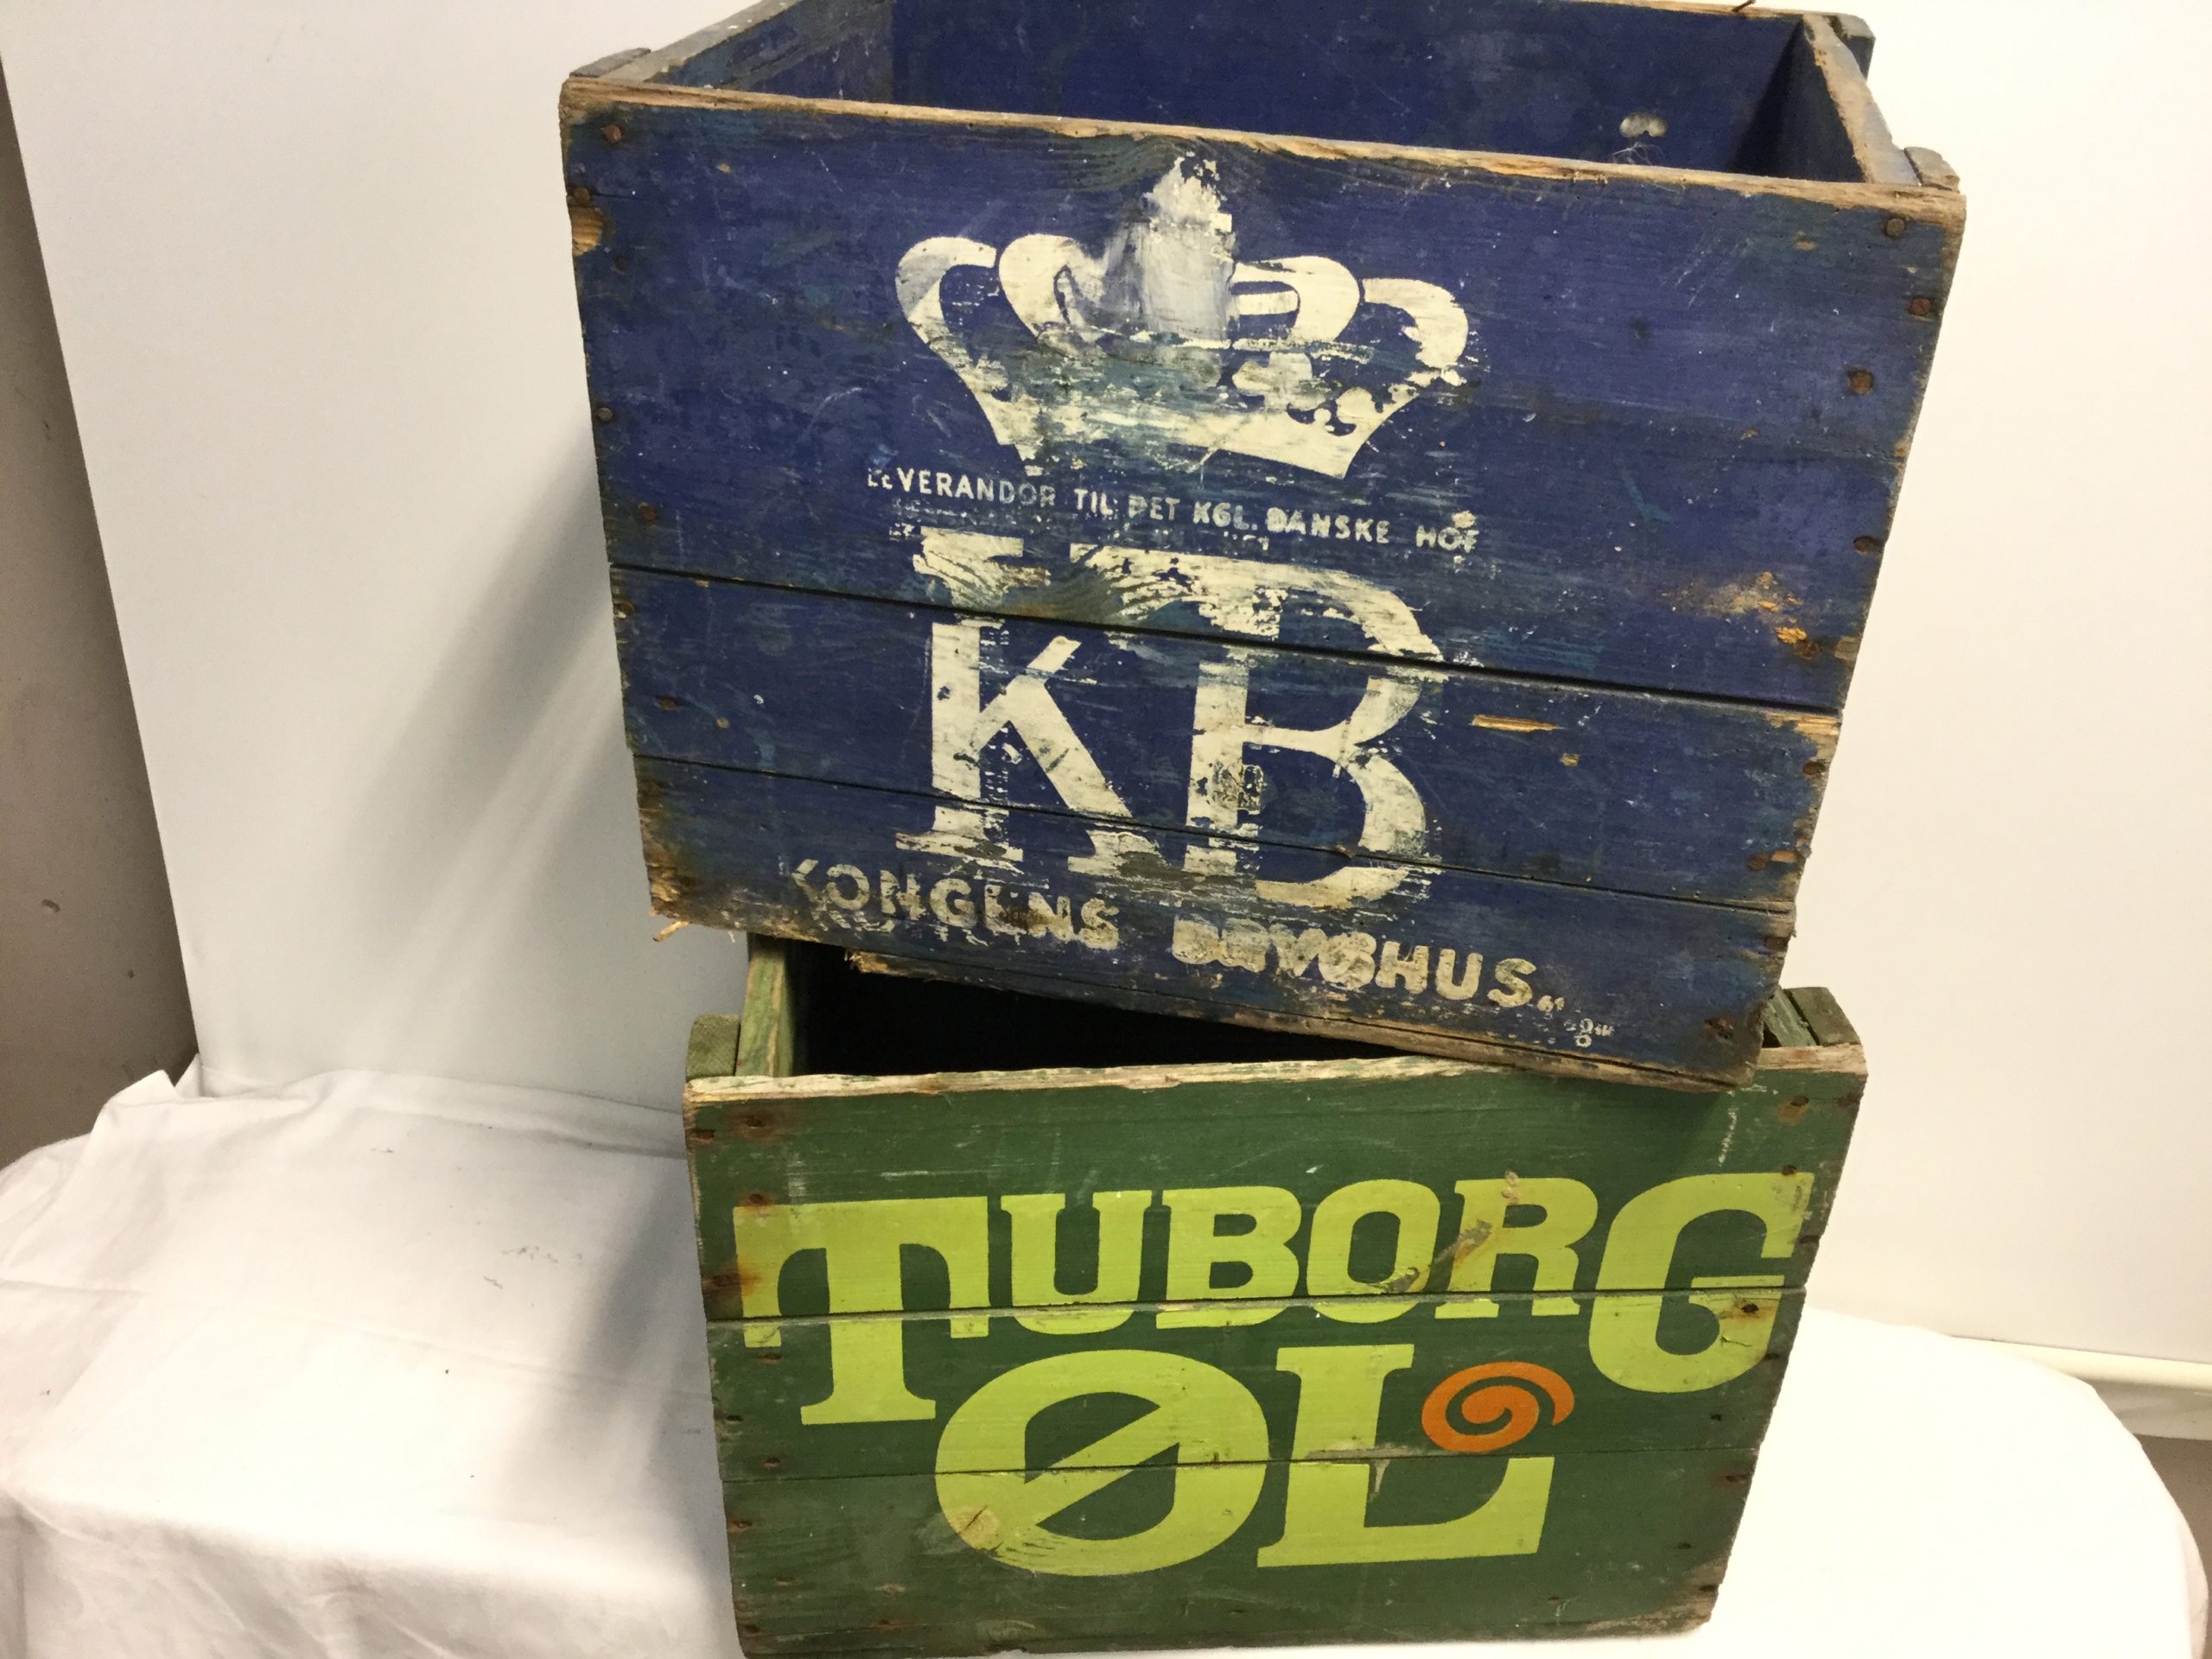 LEVERANDØR TIL DET KGL. DANSKE HOF
KB
KONGENS BRYGHUS
TUBORG
ØL